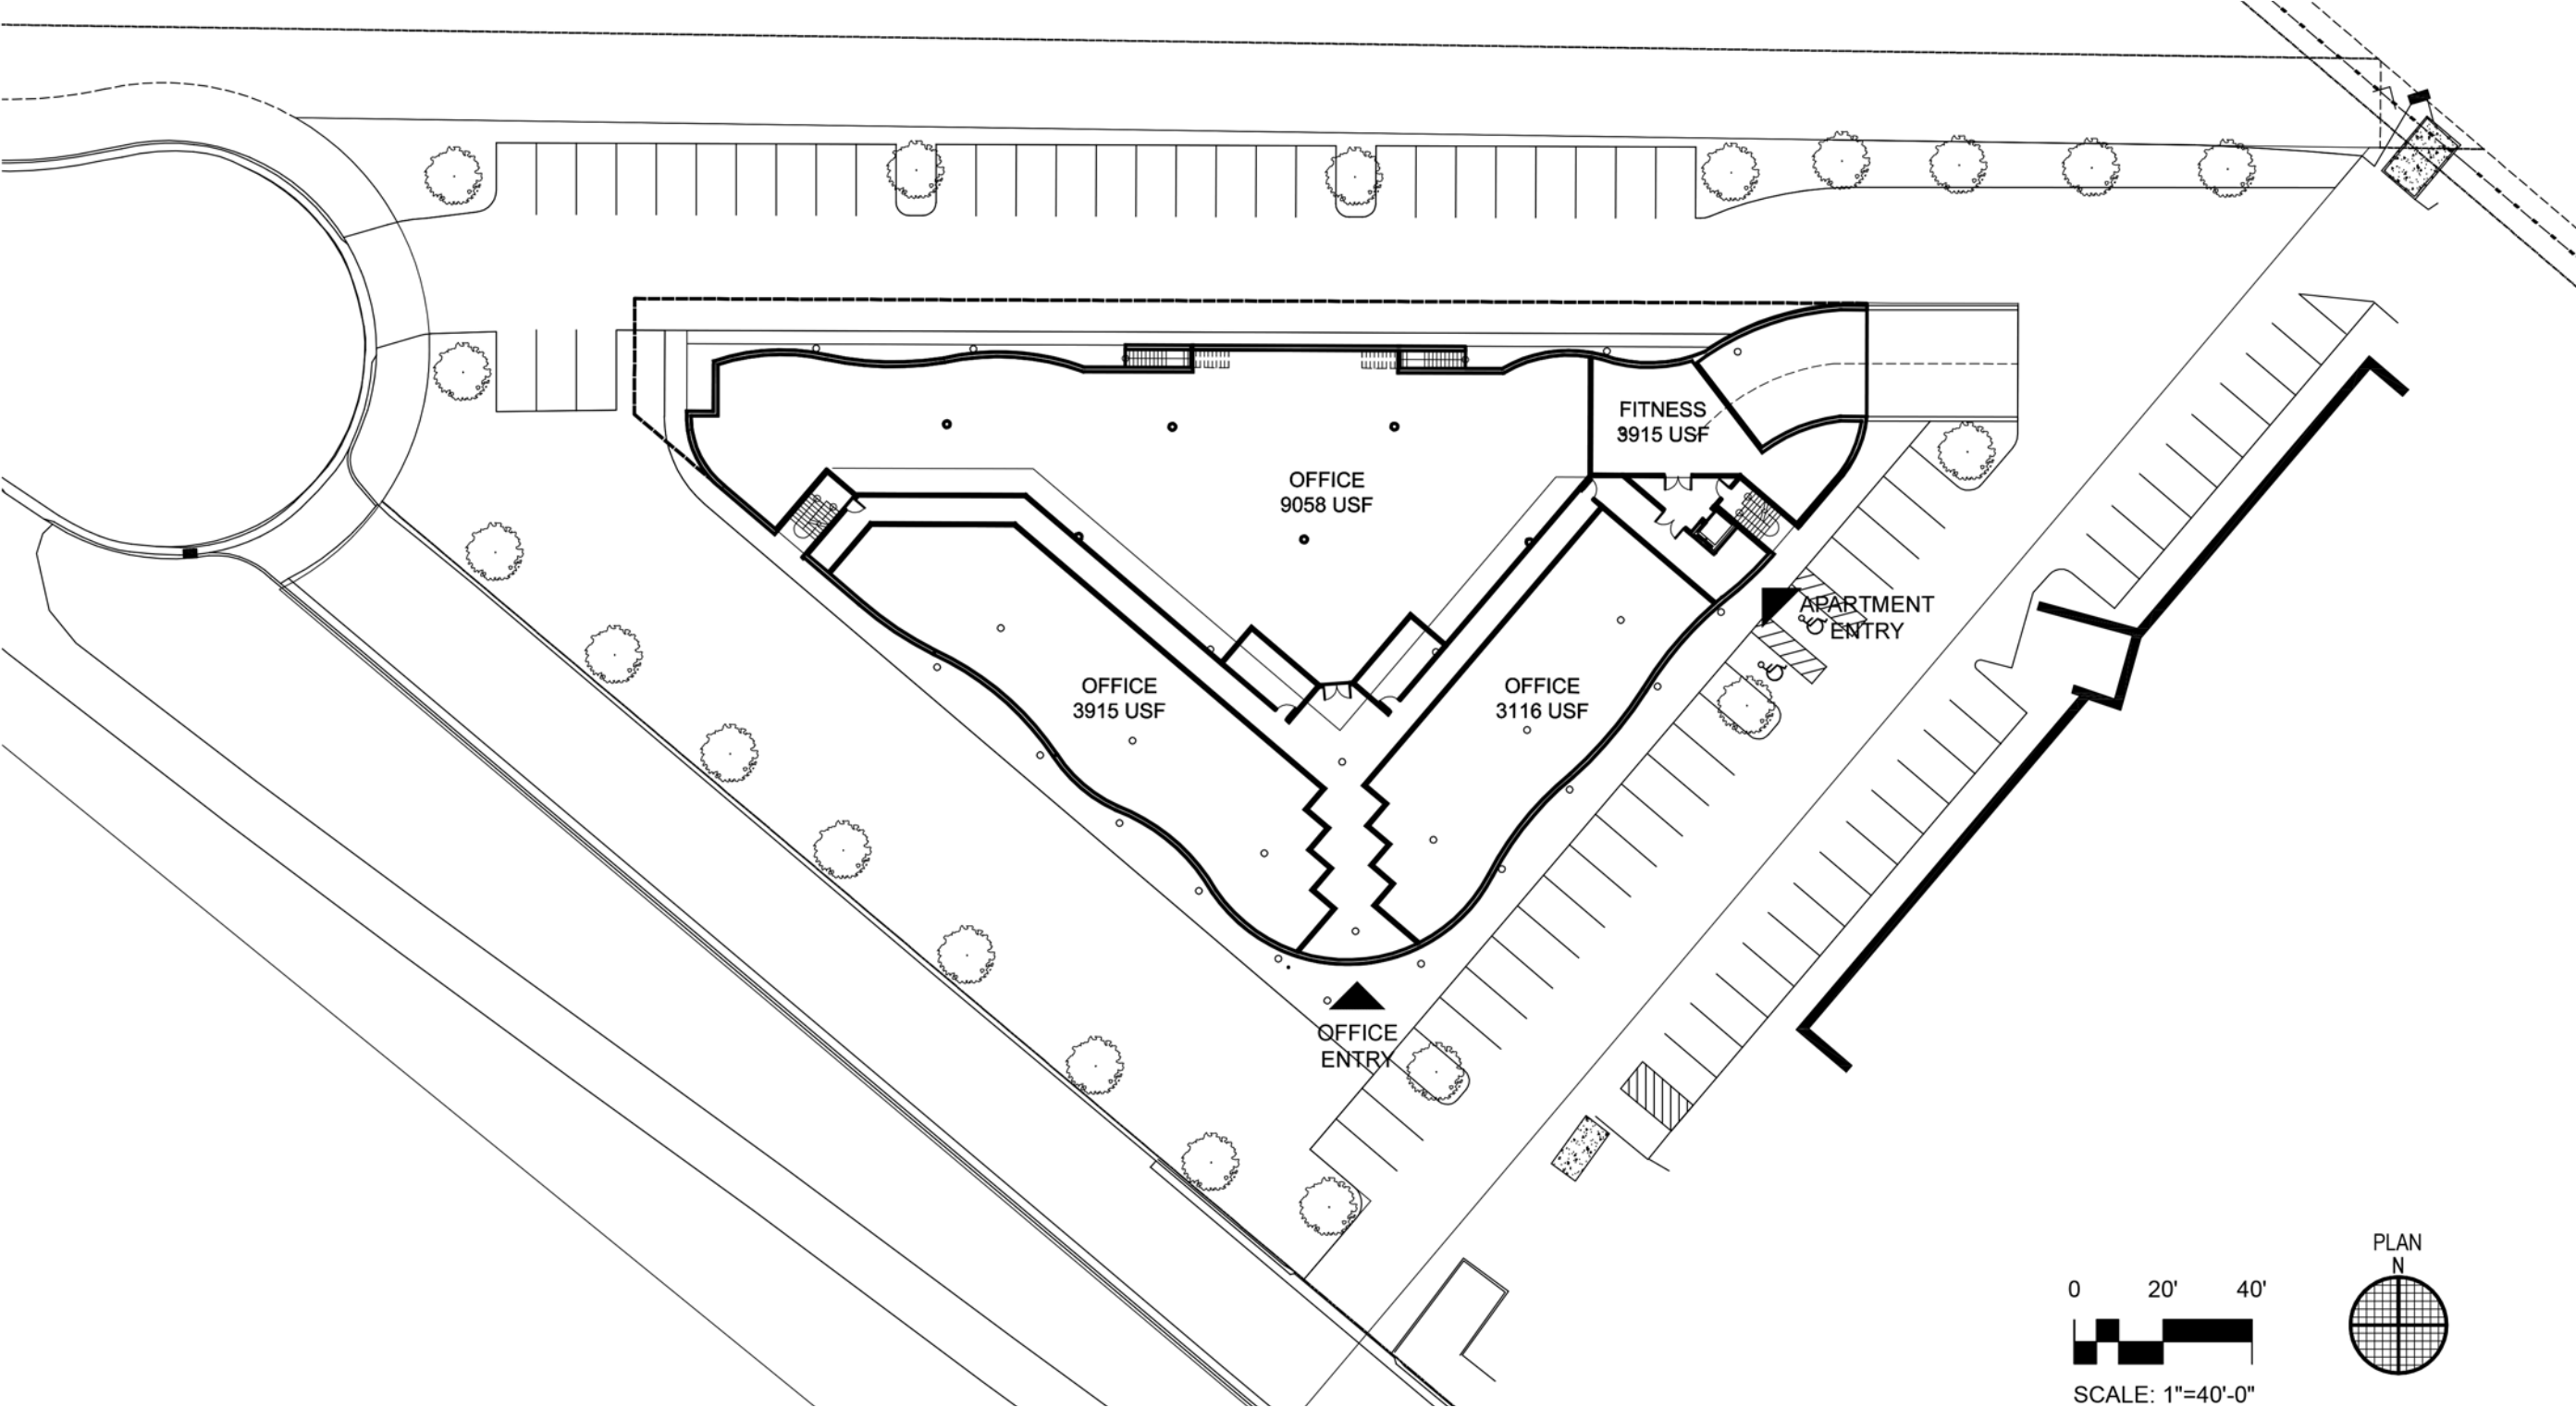 FITNESS
3915 USF
OFFICE
9058 USF
APARTMENT
ENTRY
OFFICE
3915 USF
OFFICE
3116 USF
OFFICE
ENTRY
PLAN
N
0 20' 40'
SCALE: 1"=40'-0"